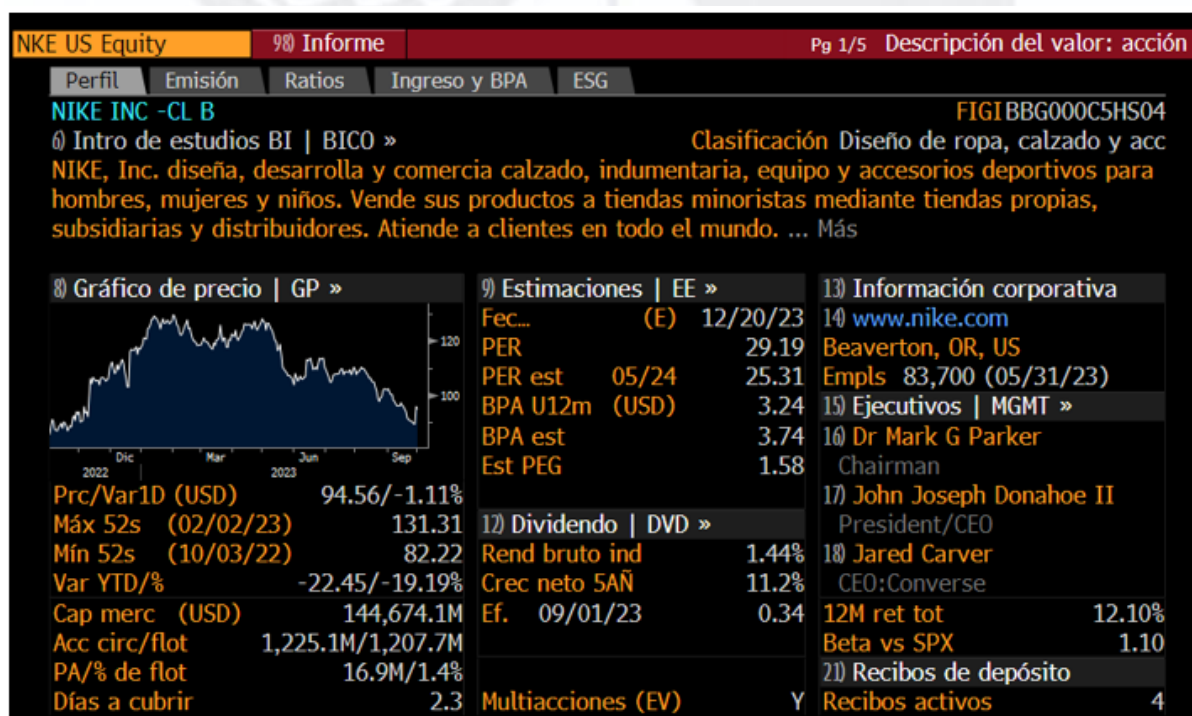 NKE US Equity 98) Informe Pg 1/5 Descripción del valor: acción
Perfil Emisión Ratios Ingreso y BPA ESG
NIKE INC -CL B FIGI BBG000C5HS04
6) Intro de estudios BI | BICO » Clasificación Diseño de ropa, calzado y acc
NIKE, Inc. diseña, desarrolla y comercia calzado, indumentaria, equipo y accesorios deportivos para
hombres, mujeres y niños. Vende sus productos a tiendas minoristas mediante tiendas propias,
subsidiarias y distribuidores. Atiende a clientes en todo el mundo. ... Más
8) Gráfico de precio | GP »
120
100
Dic Mar Jun Sep
2022 2023
Prc/Var1D (USD) 94.56/-1.11%
Máx 52s (02/02/23) 131.31
Mín 52s (10/03/22) 82.22
Var YTD/% -22.45/-19.19%
Cap merc (USD) 144,674.1M
Acc circ/flot 1,225.1M/1,207.7M
PA/% de flot 16.9M/1.4%
Días a cubrir 2.3
9) Estimaciones | EE »
Fec... (E) 12/20/23
PER 29.19
PER est 05/24 25.31
BPA U12m (USD) 3.24
BPA est 3.74
Est PEG 1.58
12) Dividendo | DVD »
Rend bruto ind 1.44%
Crec neto 5AÑ 11.2%
Ef. 09/01/23 0.34
Multiacciones (EV) Y
13) Información corporativa
14) www.nike.com
Beaverton, OR, US
Empls 83,700 (05/31/23)
15) Ejecutivos | MGMT »
16) Dr Mark G Parker
Chairman
17) John Joseph Donahoe II
President/CEO
18) Jared Carver
CEO:Converse
12M ret tot 12.10%
Beta vs SPX 1.10
21) Recibos de depósito
Recibos activos 4